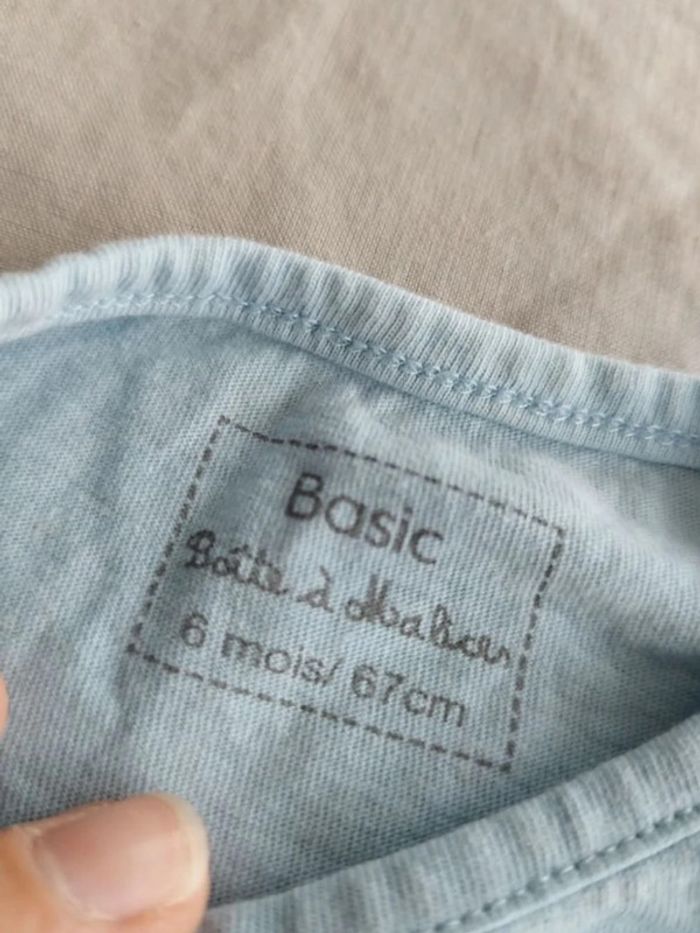 Basic
Boîte à Malices
6 mois/ 67cm